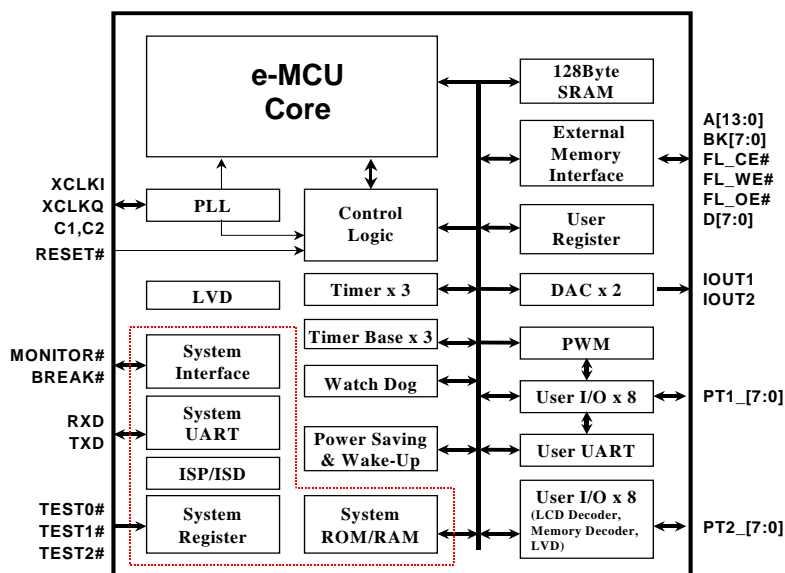 e-MCU
Core
128Byte
SRAM
External
Memory
Interface
A[13:0]
BK[7:0]
FL_CE#
FL_WE#
FL_OE#
D[7:0]
XCLKI
XCLKQ
C1,C2
RESET#
PLL
Control
Logic
User
Register
LVD
Timer x 3
DAC x 2
IOUT1
IOUT2
Timer Base x 3
PWM
MONITOR#
BREAK#
System
Interface
Watch Dog
User I/O x 8
PT1_[7:0]
RXD
TXD
System
UART
Power Saving
& Wake-Up
User UART
ISP/ISD
TEST0#
TEST1#
TEST2#
System
Register
System
ROM/RAM
User I/O x 8
(LCD Decoder,
Memory Decoder,
LVD)
PT2_[7:0]